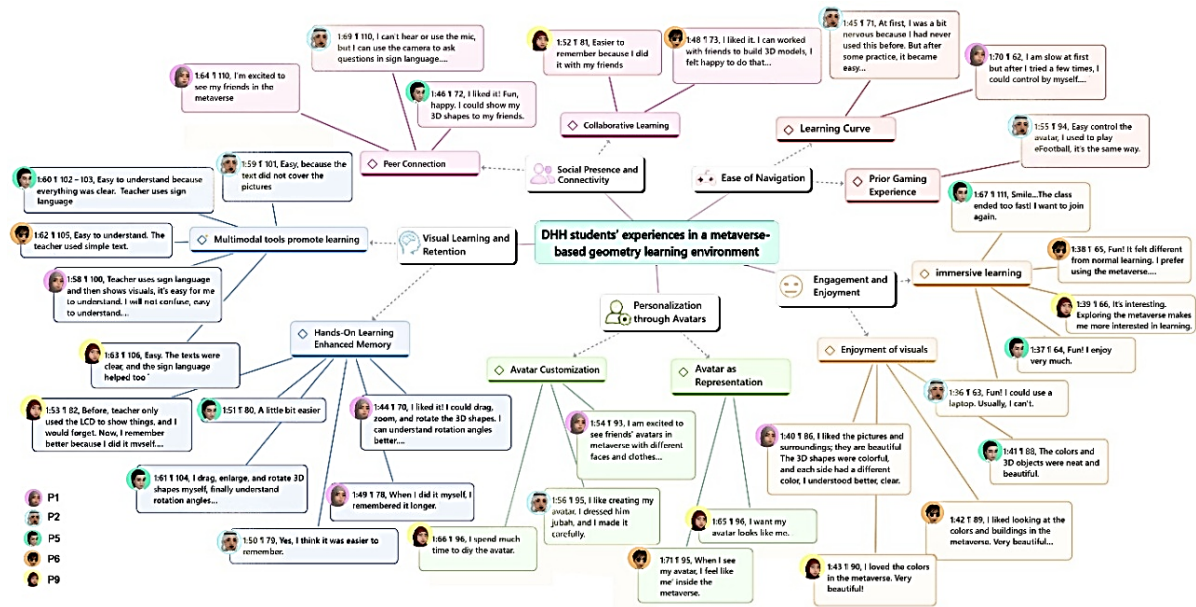 1:69 ¶ 110, I can't hear or use the mic,
but I can use the camera to ask
questions in sign language....
1:64 ¶ 110, I'm excited to
see my friends in the
metaverse
1:46 ¶ 72, I liked it! Fun,
happy. I could show my
3D shapes to my friends.
1:52 ¶ 81, Easier to
remember because I did
it with my friends
1:48 ¶ 73, I liked it. I can worked
with friends to build 3D models, I
felt happy to do that...
1:45 ¶ 71, At first, I was a bit
nervous because I had never
used this before. But after
some practice, it became
easy...
1:70 ¶ 62, I am slow at first
but after I tried a few times, I
could control by myself....
Peer Connection
Collaborative Learning
Learning Curve
1:55 ¶ 94, Easy control the
avatar, I used to play
eFootball, it's the same way.
Social Presence and
Connectivity
Ease of Navigation
Prior Gaming
Experience
1:60 ¶ 102 – 103, Easy to understand because
everything was clear. Teacher uses sign
language
1:59 ¶ 101, Easy, because the
text did not cover the
pictures
1:62 ¶ 105, Easy to understand. The
teacher used simple text.
Multimodal tools promote learning
Visual Learning and
Retention
DHH students' experiences in a metaverse-
based geometry learning environment
1:67 ¶ 111, Smile...The class
ended too fast! I want to join
again.
1:38 ¶ 65, Fun! It felt different
from normal learning. I prefer
using the metaverse....
immersive learning
Engagement and
Enjoyment
1:39 ¶ 66, It's interesting.
Exploring the metaverse makes
me more interested in learning.
1:37 ¶ 64, Fun! I enjoy
very much.
1:36 ¶ 63, Fun! I could use a
laptop. Usually, I can't.
1:58 ¶ 100, Teacher uses sign language
and then shows visuals, it's easy for me
to understand. I will not confuse, easy
to understand...
Personalization
through Avatars
Hands-On Learning
Enhanced Memory
Enjoyment of visuals
1:63 ¶ 106, Easy. The texts were
clear, and the sign language
helped too
Avatar Customization
Avatar as
Representation
1:53 ¶ 82, Before, teacher only
used the LCD to show things, and I
would forget. Now, I remember
better because I did it myself....
1:51 ¶ 80, A little bit easier
1:44 ¶ 70, I liked it! I could drag,
zoom, and rotate the 3D shapes. I
can understand rotation angles
better....
1:54 ¶ 93, I am excited to
see friends' avatars in
metaverse with different
faces and clothes...
1:40 ¶ 86, I liked the pictures and
surroundings; they are beautiful
The 3D shapes were colorful,
and each side had a different
color, I understood better, clear.
1:41 ¶ 88, The colors and
3D objects were neat and
beautiful.
1:61 ¶ 104, I drag, enlarge, and rotate 3D
shapes myself, finally understand
rotation angles...
1:49 ¶ 78, When I did it myself, I
remembered it longer.
1:56 ¶ 95, I like creating my
avatar. I dressed him
jubah, and I made it
carefully.
1:65 ¶ 96, I want my
avatar looks like me.
1:42 ¶ 89, I liked looking at the
colors and buildings in the
metaverse. Very beautiful...
1:50 ¶ 79, Yes, I think it was easier to
remember.
1:66 ¶ 96, I spend much
time to diy the avatar.
1:71 ¶ 95, When I see
my avatar, I feel like
me' inside the
metaverse.
1:43 ¶ 90, I loved the colors
in the metaverse. Very
beautiful!
P1
P2
P5
P6
P9